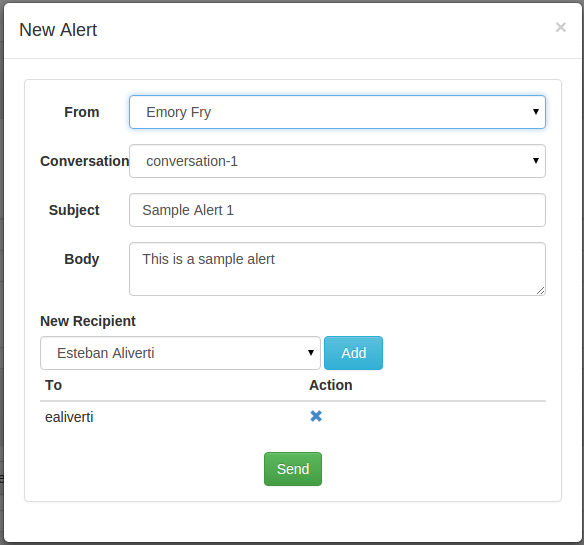 New Alert ×
From Emory Fry
Conversation conversation-1
Subject Sample Alert 1
Body This is a sample alert
New Recipient
Esteban Aliverti Add
To Action
ealiverti
Send